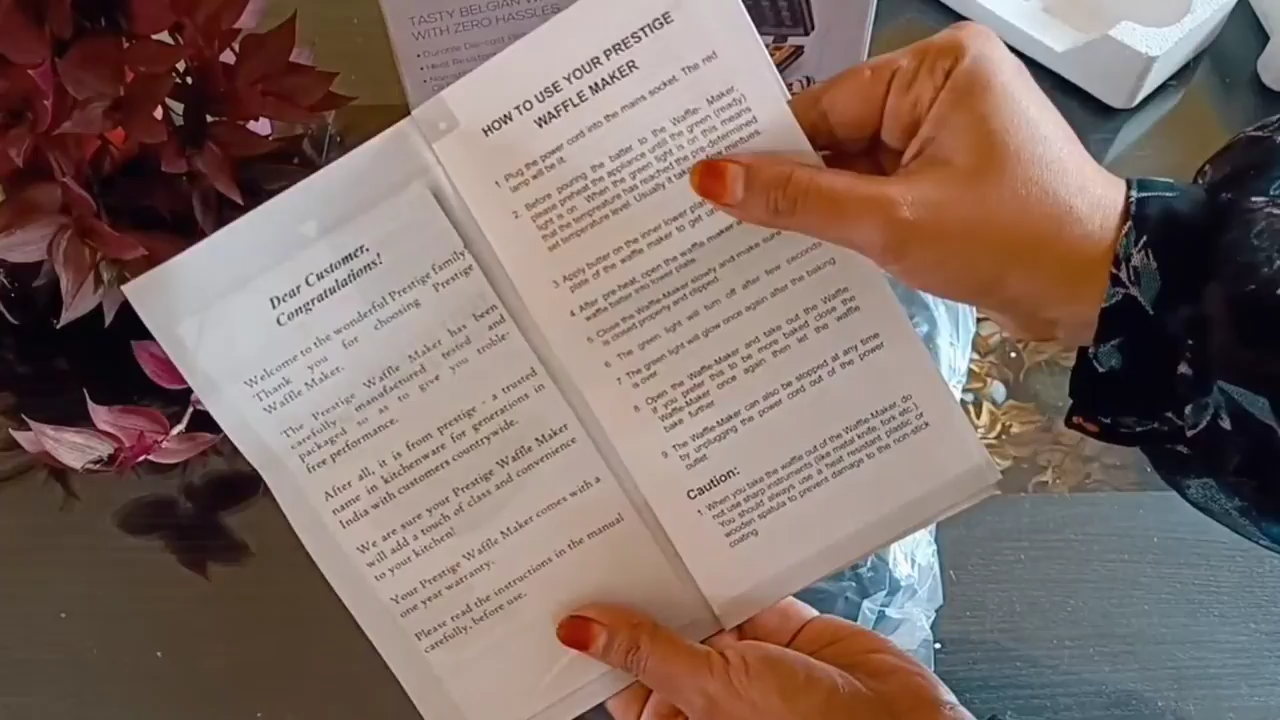 TASTY BELGIAN
WITH ZERO HASSLES
• Durable Die-cast
• Heat
Dear Customer,
Congratulations!
Welcome to the wonderful Prestige family.
Thank you for choosing Prestige
Waffle Maker.
The Prestige Waffle Maker has been
carefully manufactured tested and
packaged so as to give you troble-
free performance.
After all, it is from prestige - a trusted
name in kitchenware for generations in
India with customers countrywide.
We are sure your Prestige Waffle Maker
will add a touch of class and convenience
to your kitchen!
Your Prestige Waffle Maker comes with a
one year warranty.
Please read the instructions in the manual
carefully, before use.
HOW TO USE YOUR PRESTIGE
WAFFLE MAKER
1. Plug the power cord into the mains socket. The red
lamp will be lit.
2. Before pouring the batter to the Waffle- Maker,
please preheat the appliance untill the green (ready)
light is on. When the green light is on this means
that the tempreature has reached the pre-determined
set temperature level. Usually it takes mintues.
3. Apply butter on the inner lower
plate of the waffle maker to get
4. After pre-heat, open the waffle maker
waffle batter into lower plate.
5. Close the Waffle-Maker slowly and make sure
is closed properly and clipped
6. The green light will turn off after few seconds
7. The green light will glow once again after the baking
is over.
8. Open the Waffle-Maker and take out the Waffle
if you prefer this to be more baked close the
Waffle-Maker once again then let the waffle
bake further.
9. The Waffle-Maker can also be stopped at any time
by unplugging the power cord out of the power
outlet.
Caution:
1. When you take the waffle out of the Waffle-Maker, do
not use sharp instruments (like metal knife, fork etc.)
You should always use a heat resistant plastic or
wooden spatula to prevent damage to the non-stick
coating